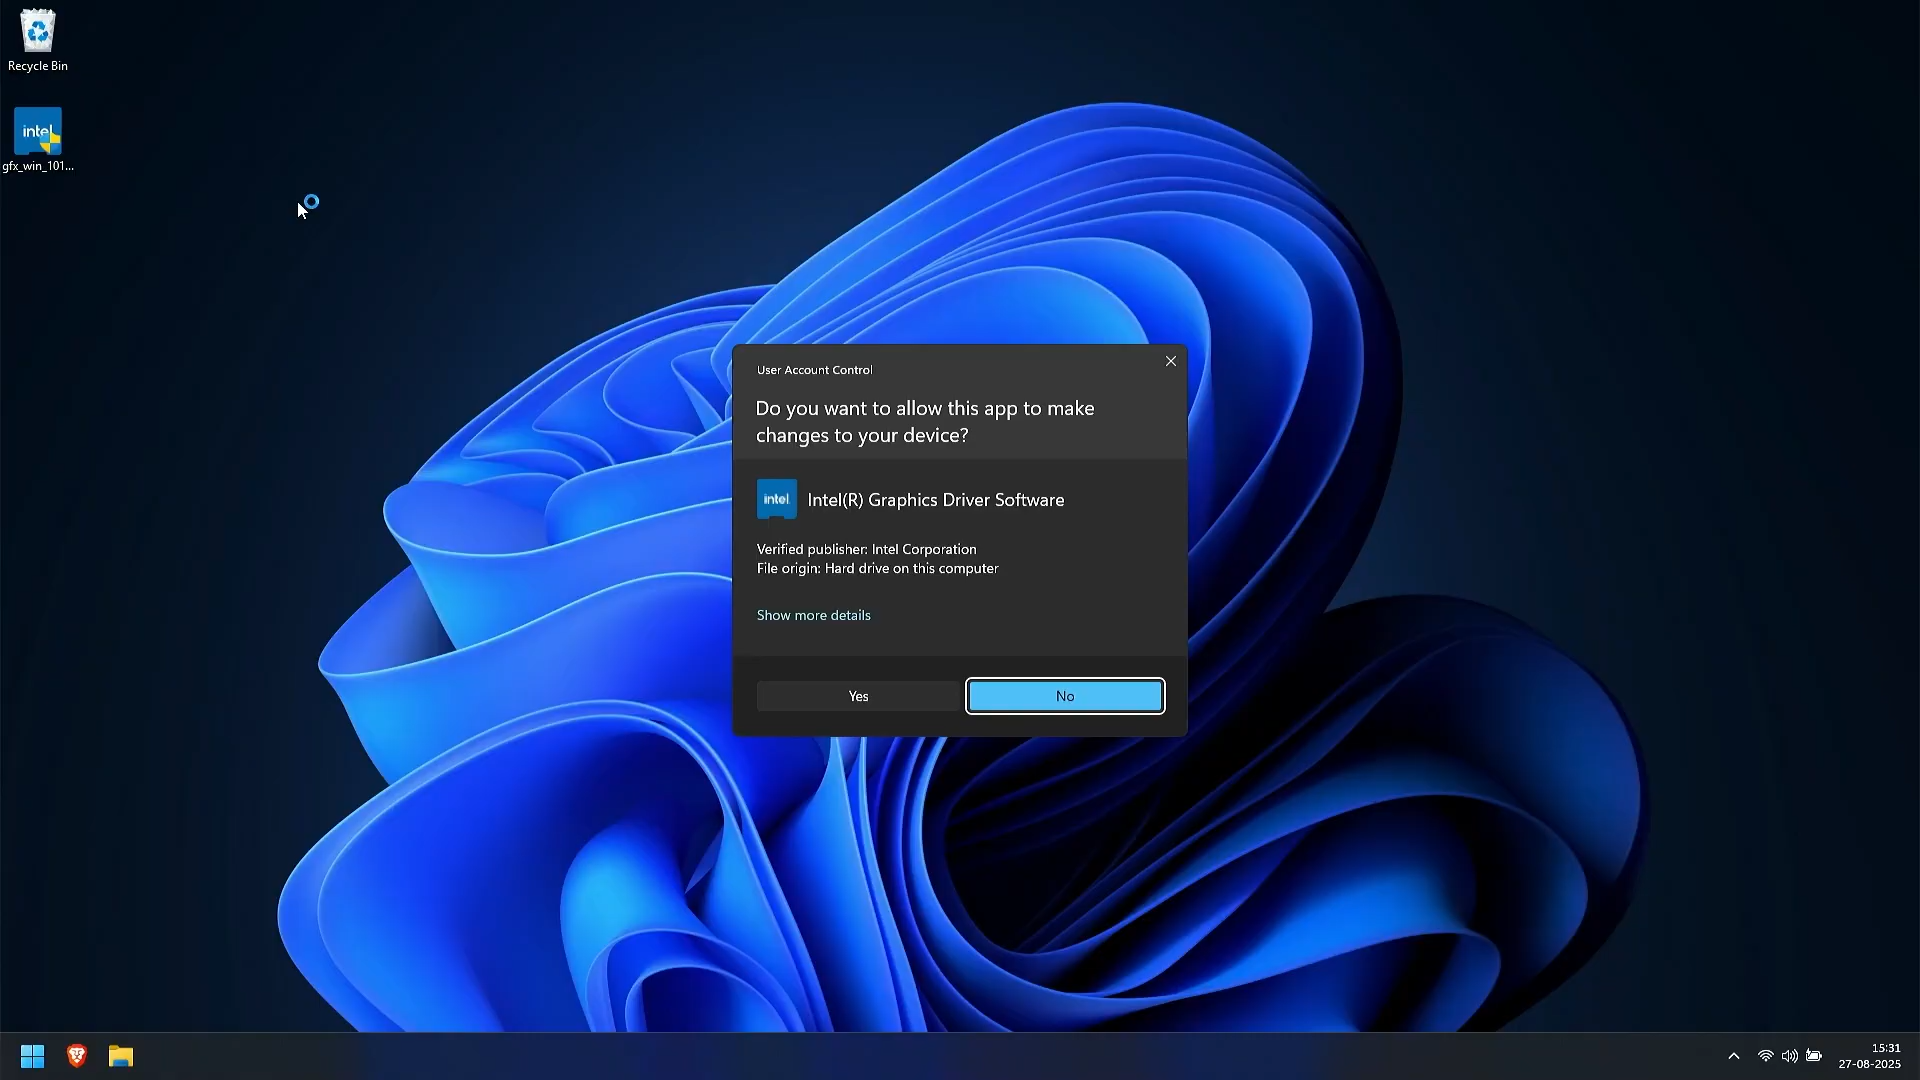 Recycle Bin
intel
gfx_win_101...
User Account Control
Do you want to allow this app to make
changes to your device?
intel
Intel(R) Graphics Driver Software
Verified publisher: Intel Corporation
File origin: Hard drive on this computer
Show more details
Yes
No
15:31
27-08-2025